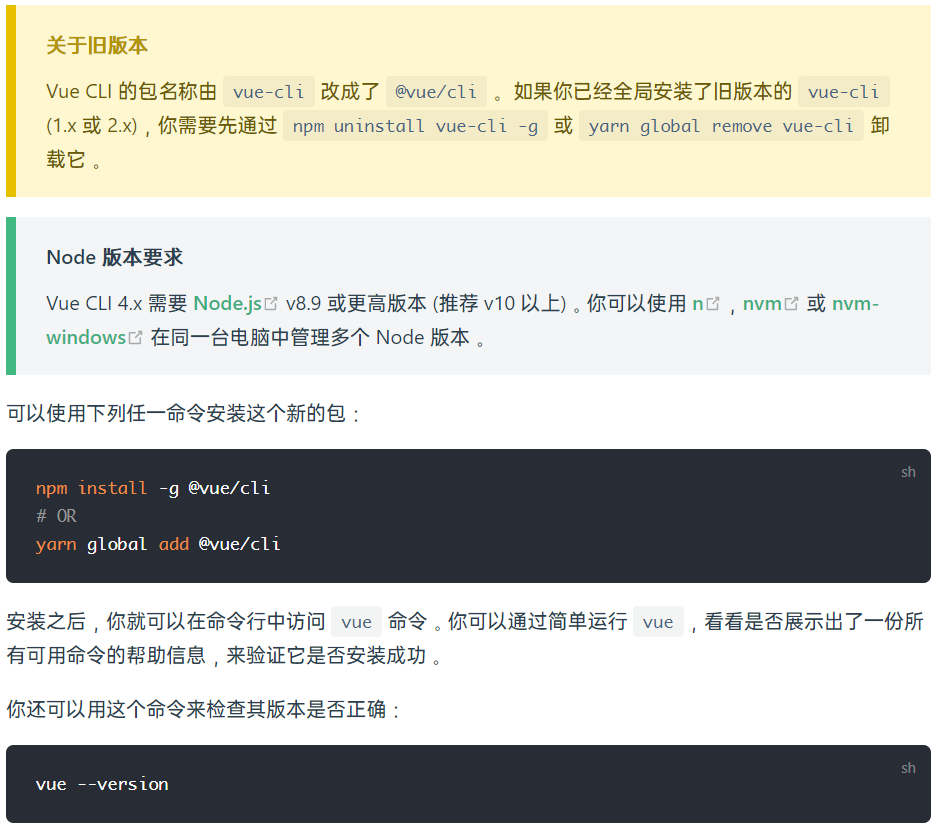 关于旧版本
Vue CLI 的包名称由 vue-cli 改成了 @vue/cli 。如果你已经全局安装了旧版本的 vue-cli
(1.x 或 2.x)，你需要先通过 npm uninstall vue-cli -g 或 yarn global remove vue-cli 卸
载它。
Node 版本要求
Vue CLI 4.x 需要 Node.js v8.9 或更高版本 (推荐 v10 以上)。你可以使用 n，nvm 或 nvm-
windows 在同一台电脑中管理多个 Node 版本。
可以使用下列任一命令安装这个新的包：
sh
npm install -g @vue/cli
# OR
yarn global add @vue/cli
安装之后，你就可以在命令行中访问 vue 命令。你可以通过简单运行 vue，看看是否展示出了一份所
有可用命令的帮助信息，来验证它是否安装成功。
你还可以用这个命令来检查其版本是否正确：
sh
vue --version